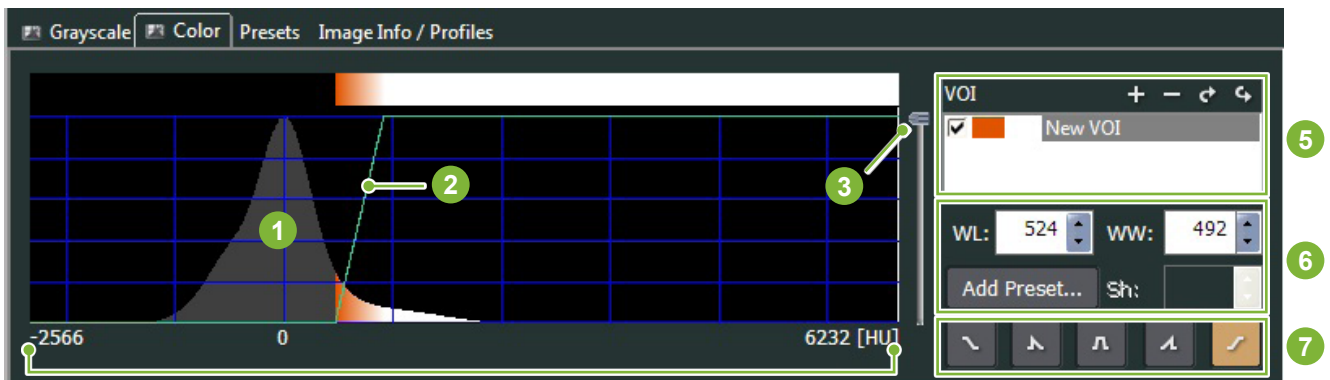 Grayscale Color Presets Image Info / Profiles
VOI
New VOI
5
3
2
1
WL: 524 WW: 492
6
Add Preset... Sh:
-2566 0 6232 [HU]
7